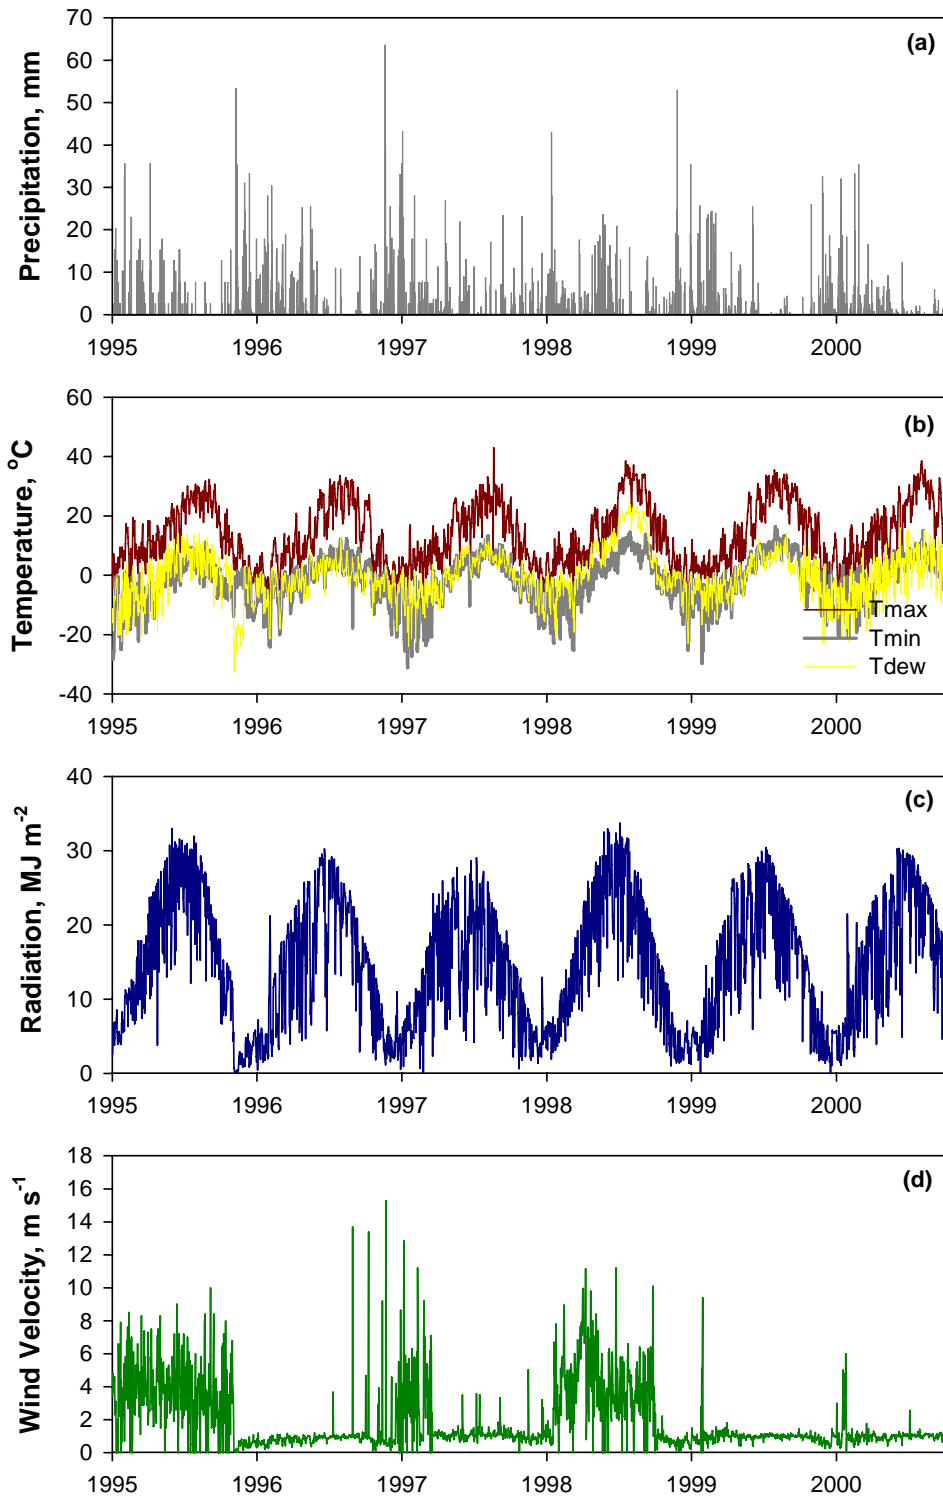 (a)
Precipitation, mm
70
60
50
40
30
20
10
0
1995 1996 1997 1998 1999 2000
(b)
Temperature, °C
60
40
20
0
-20
-40
Tmax
Tmin
Tdew
1995 1996 1997 1998 1999 2000
(c)
Radiation, MJ m-2
40
30
20
10
0
1995 1996 1997 1998 1999 2000
(d)
Wind Velocity, m s-1
18
16
14
12
10
8
6
4
2
0
1995 1996 1997 1998 1999 2000